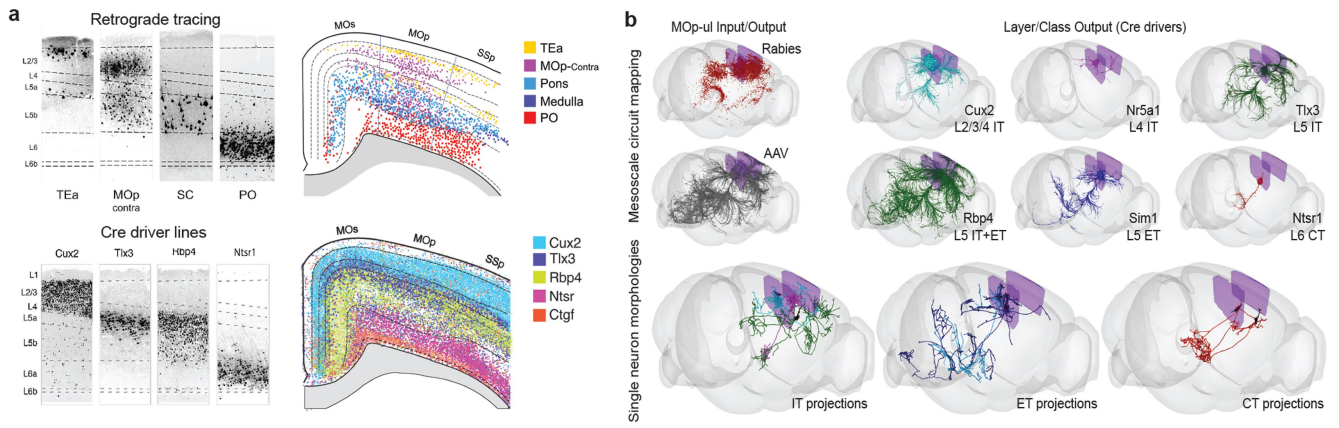 a
Retrograde tracing
L2/3
L4
L5a
L5b
L6
L6b
TEa
MOp
contra
SC
PO
MOs
MOp
SSp
TEa
MOp-Contra
Pons
Medulla
PO
Cre driver lines
Cux2
Tlx3
Rbp4
Ntsr1
L1
L2/3
L4
L5a
L5b
L6a
L6b
MOs
MOp
SSp
Cux2
Tlx3
Rbp4
Ntsr
Ctgf
b
Mesoscale circuit mapping
MOp-ul Input/Output
Layer/Class Output (Cre drivers)
Rabies
Cux2
L2/3/4 IT
Nr5a1
L4 IT
Tlx3
L5 IT
AAV
Rbp4
L5 IT+ET
Sim1
L5 ET
Ntsr1
L6 CT
Single neuron morphologies
IT projections
ET projections
CT projections